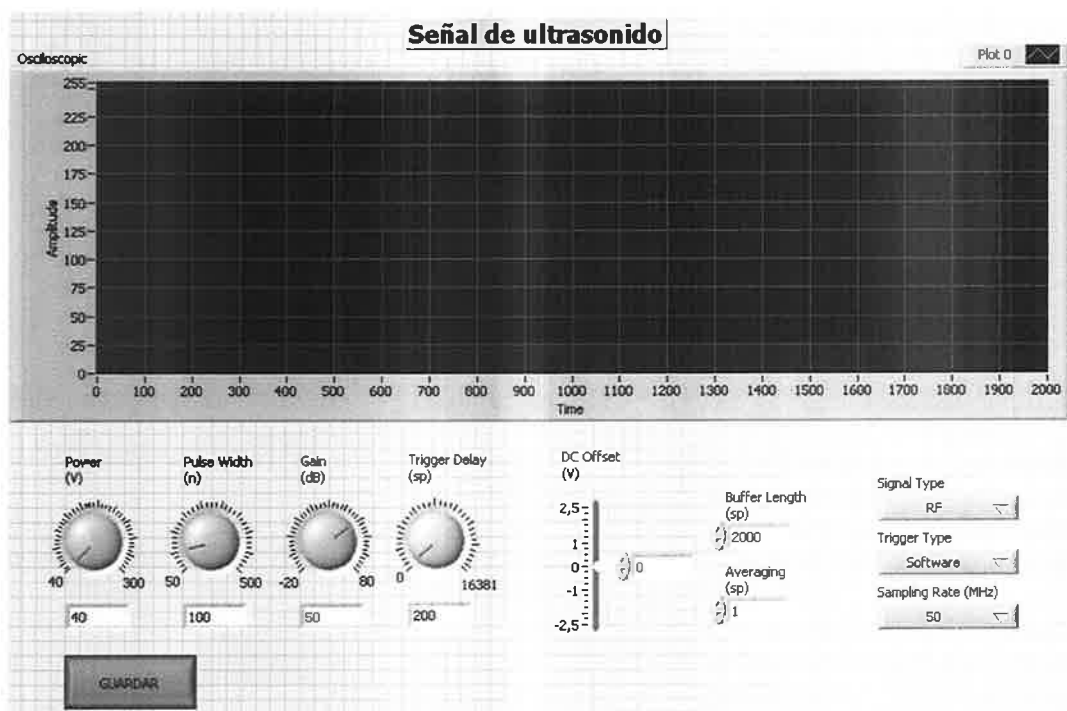 Señal de ultrasonido
Osciloscopic
Plot 0
Amplitude
255
225
200
175
150
125
100
75
50
25
0
0 100 200 300 400 500 600 700 800 900 1000 1100 1200 1300 1400 1500 1600 1700 1800 1900 2000
Time
Power
(V)
40 300
40
Pulse Width
(n)
50 500
100
Gain
(dB)
-20 80
50
Trigger Delay
(sp)
0 16381
200
DC Offset
(V)
2,5
1
0
-1
-2,5
0
Buffer Length
(sp)
2000
Averaging
(sp)
1
Signal Type
RF
Trigger Type
Software
Sampling Rate (MHz)
50
GUARDAR